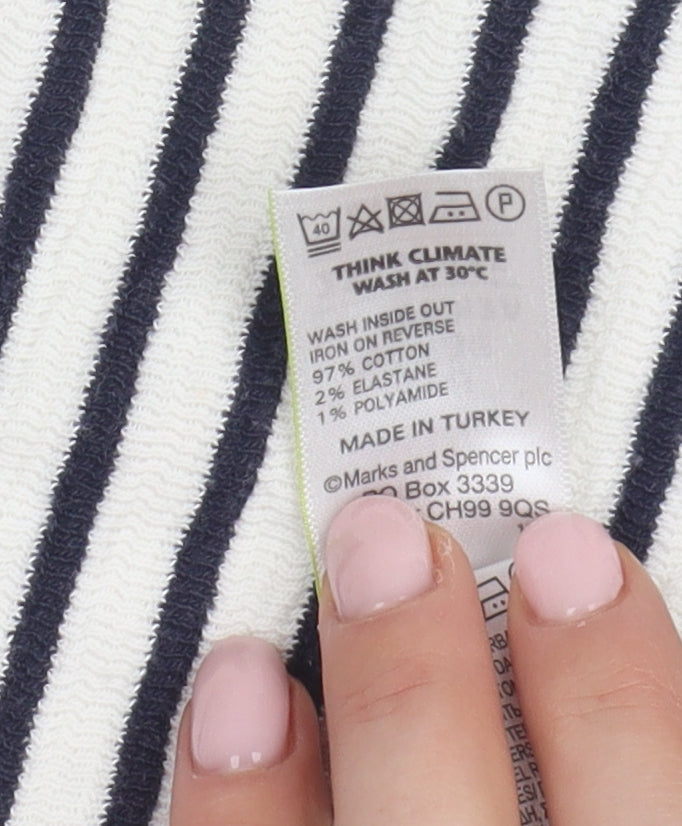 40 P
THINK CLIMATE
WASH AT 30°C
WASH INSIDE OUT
IRON ON REVERSE
97% COTTON
2% ELASTANE
1% POLYAMIDE
MADE IN TURKEY
©Marks and Spencer plc
PO Box 3339
CH99 9QS